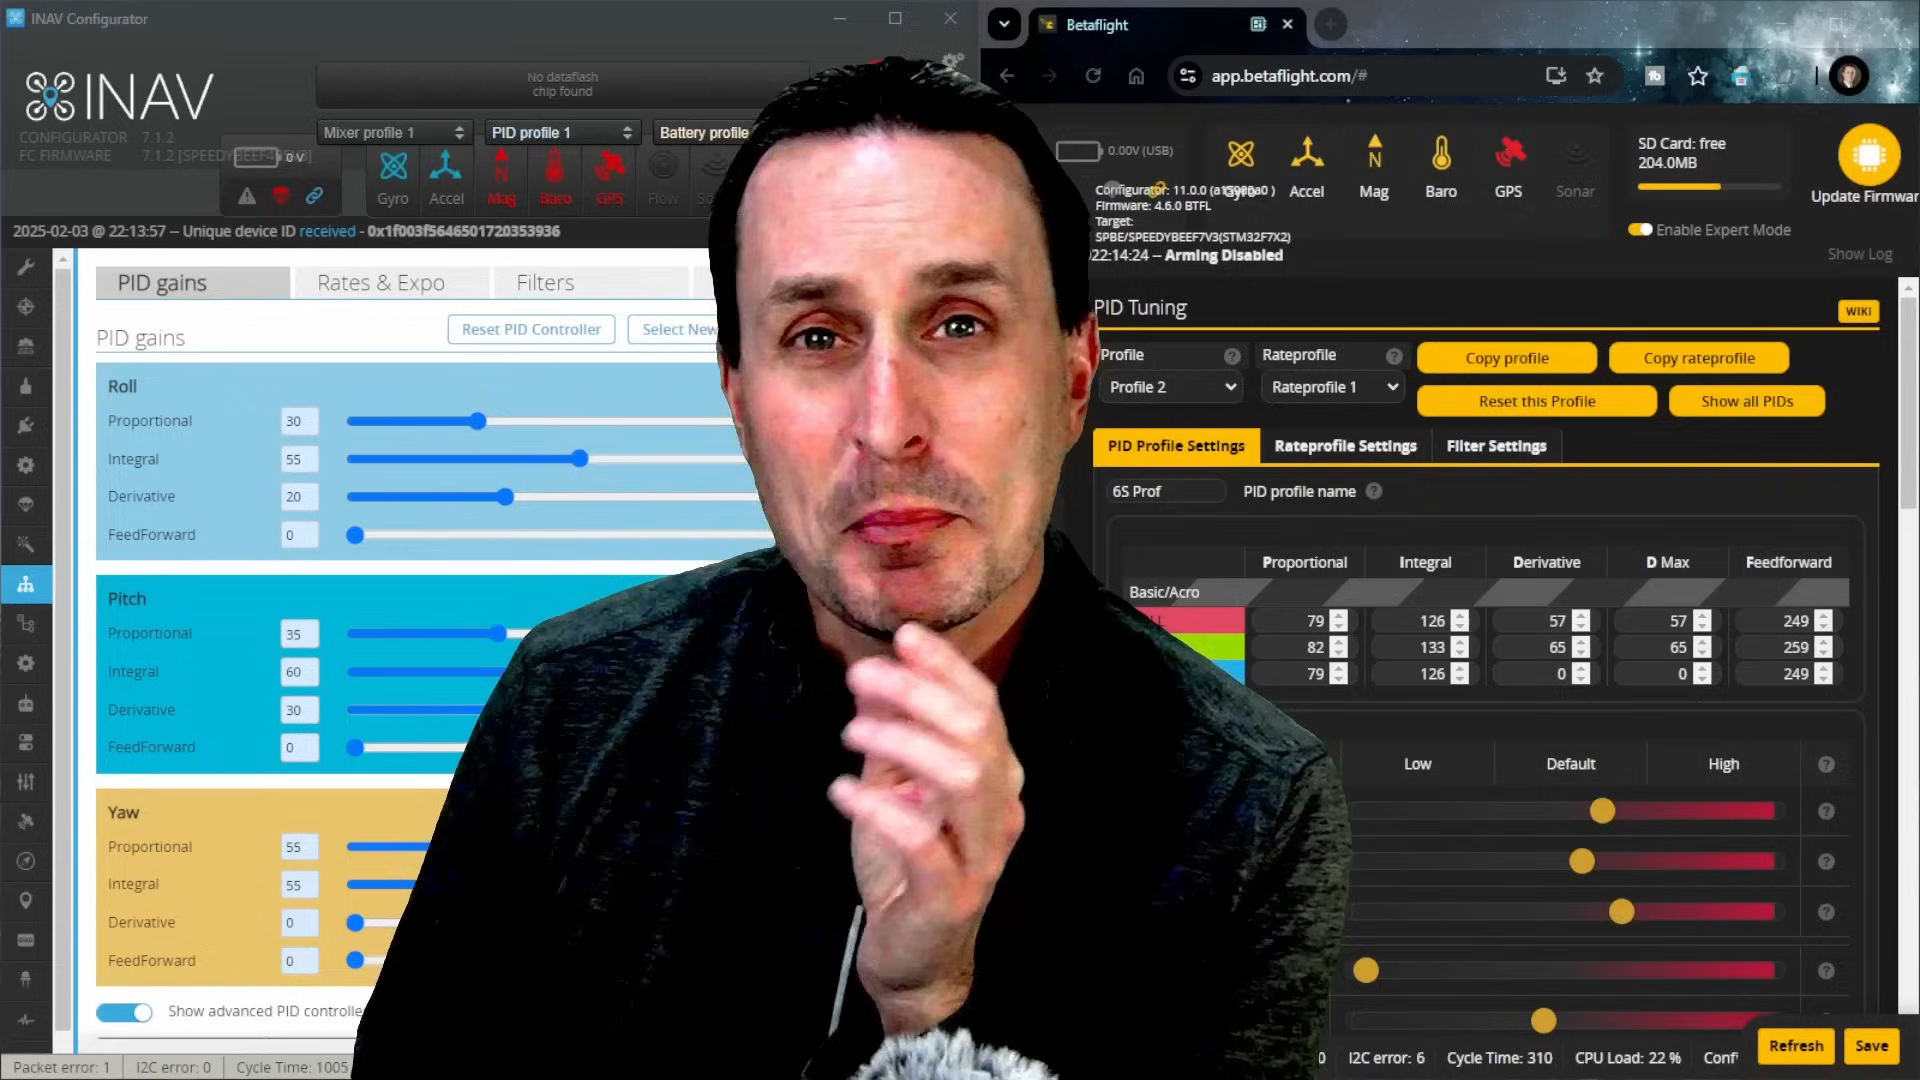 INAV Configurator
INAV
CONFIGURATOR 7.1.2
FC FIRMWARE 7.1.2
No dataflash
chip found
Mixer profile 1
PID profile 1
Battery profile
0 V
Gyro
Accel
Mag
Baro
GPS
Flow
2025-02-03 @ 22:13:57 -- Unique device ID received - 0x1f003f5646501720353936
PID gains
Rates & Expo
Filters
PID gains
Reset PID Controller
Select New
Roll
Proportional 30
Integral 55
Derivative 20
FeedForward 0
Pitch
Proportional 35
Integral 60
Derivative 30
FeedForward 0
Yaw
Proportional 55
Integral 55
Derivative 0
FeedForward 0
Show advanced PID controlle
Packet error: 1
I2C error: 0
Cycle Time: 1005
Betaflight
app.betaflight.com/#
0.00V (USB)
Gyro
Accel
Mag
Baro
GPS
Sonar
SD Card: free
204.0MB
Update Firmwar
Firmware: 4.6.0 BTFL
Target:
SPBE/SPEEDYBEEF7V3(STM32F7X2)
22:14:24 -- Arming Disabled
Enable Expert Mode
Show Log
PID Tuning
WIKI
Profile
Rateprofile
Profile 2
Rateprofile 1
Copy profile
Copy rateprofile
Reset this Profile
Show all PIDs
PID Profile Settings
Rateprofile Settings
Filter Settings
6S Prof
PID profile name
Proportional Integral Derivative D Max Feedforward
Basic/Acro
79 126 57 57 249
82 133 65 65 259
79 126 0 0 249
Low Default High
Refresh
Save
0
I2C error: 6
Cycle Time: 310
CPU Load: 22 %
Conf